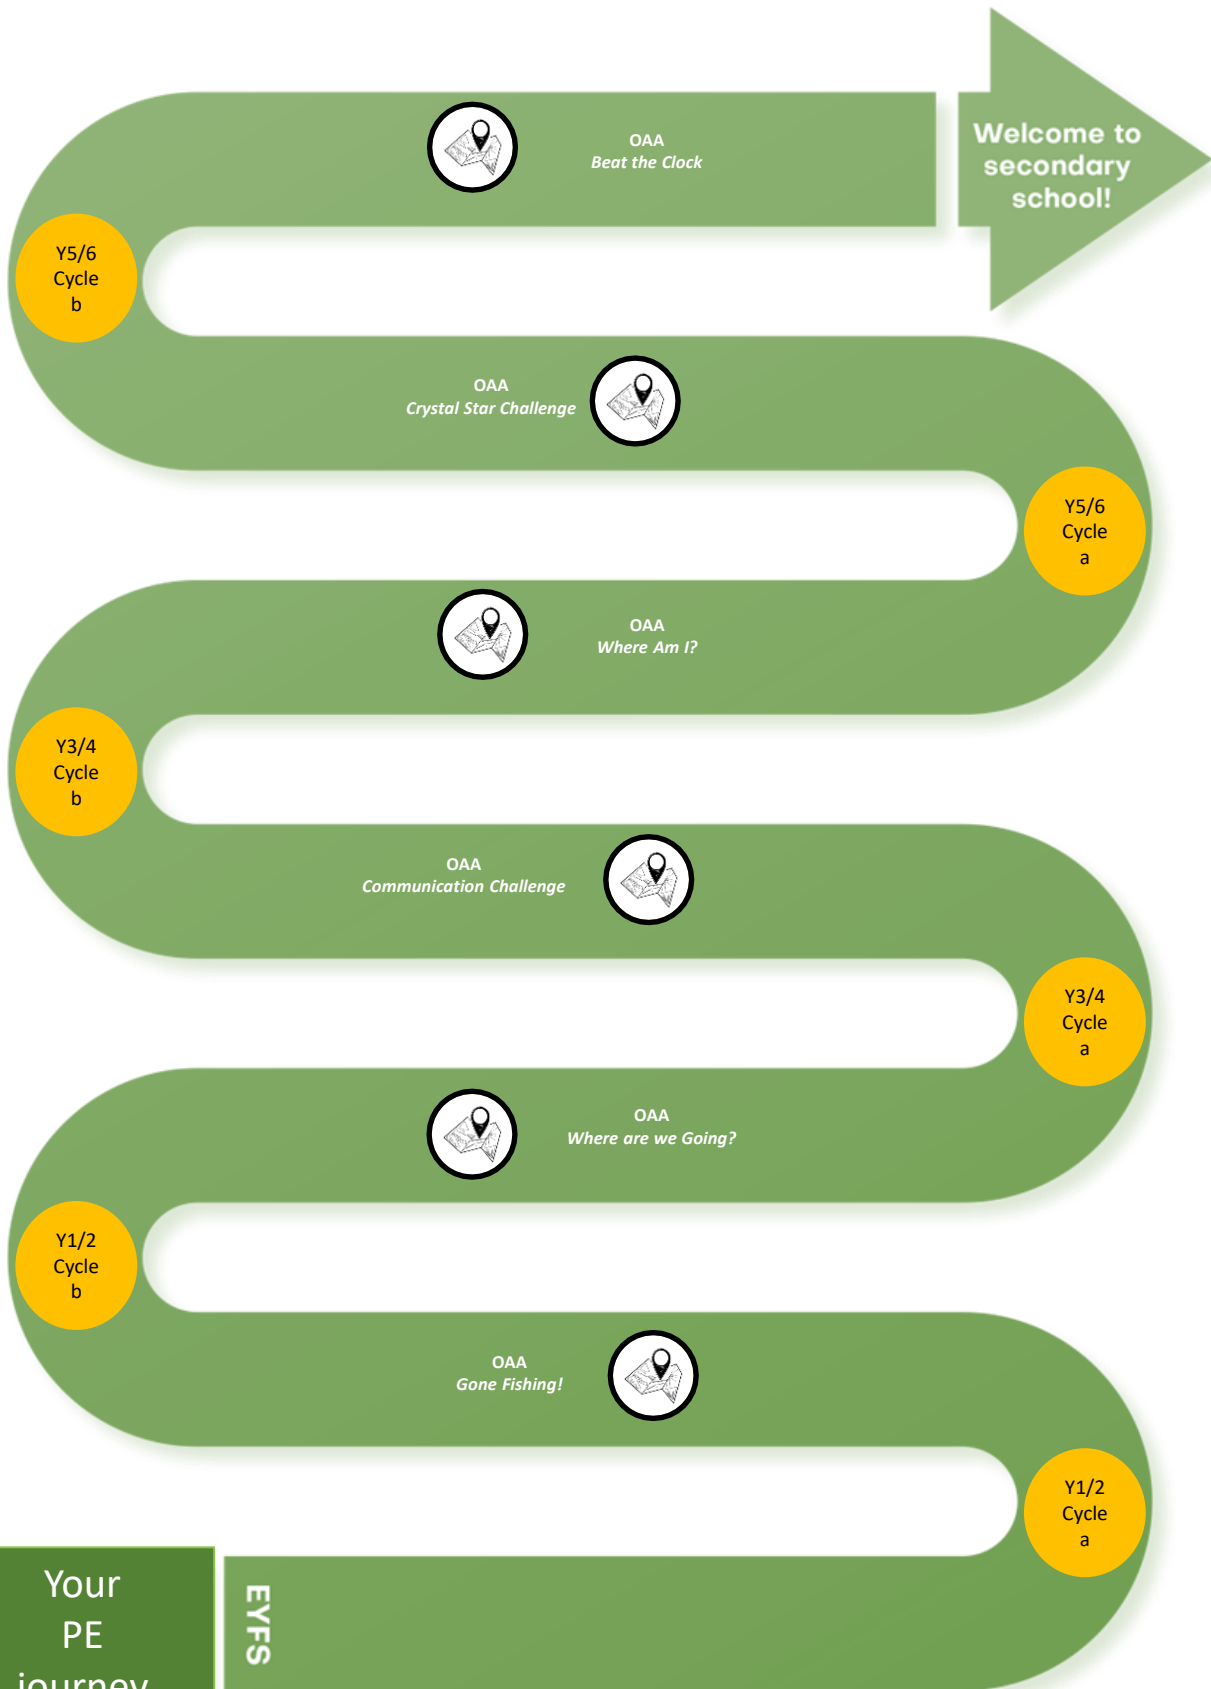 OAA
Beat the Clock
Welcome to
secondary
school!
Y5/6
Cycle
b
OAA
Crystal Star Challenge
Y5/6
Cycle
a
OAA
Where Am I?
Y3/4
Cycle
b
OAA
Communication Challenge
Y3/4
Cycle
a
OAA
Where are we Going?
Y1/2
Cycle
b
OAA
Gone Fishing!
Y1/2
Cycle
a
Your
PE
journey
EYFS